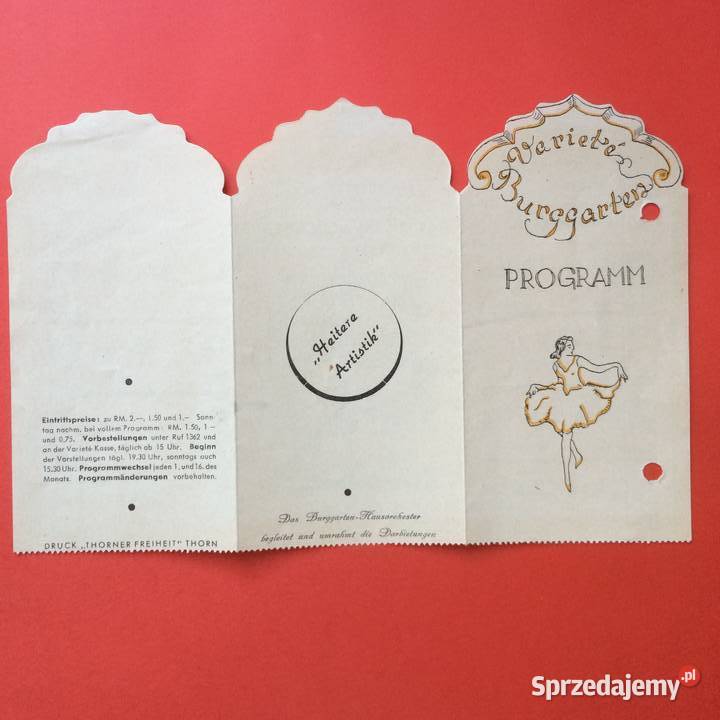 Eintrittspreise: zu RM. 2.—, 1.50 und 1.– Sonn
tag nachm. bei vollem Programm: RM. 1.50, 1 –
und 0,75. Vorbestellungen unter Ruf 1362 und
an der Varieté Kasse, täglich ab 15 Uhr. Beginn
der Vorstellungen tägl. 19.30 Uhr, sonntags auch
15.30 Uhr. Programmwechsel jeden 1. und 16. des
Monats. Programmänderungen vorbehalten.
DRUCK „THORNER FREIHEIT" THORN
„Heitere
Artistik"
Das Burggarten-Hausorchester
begleitet und umrahmt die Darbietungen
Varieté
Burggarten
PROGRAMM
Sprzedajemy.pl